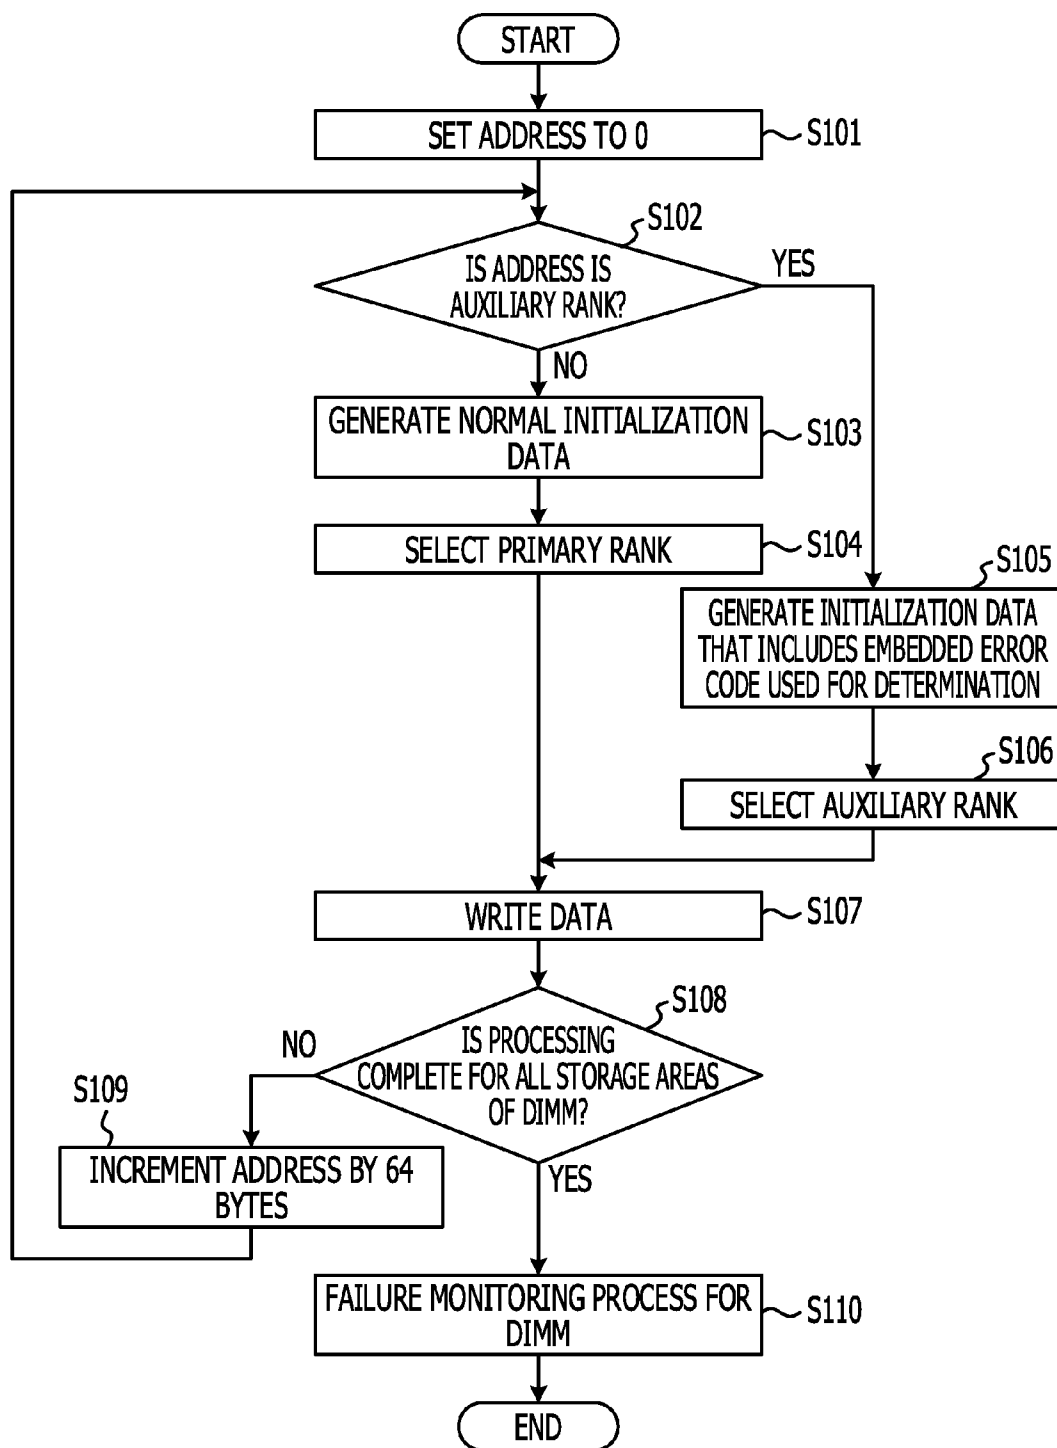 START
SET ADDRESS TO 0
S101
S102
IS ADDRESS IS
AUXILIARY RANK?
YES
NO
GENERATE NORMAL INITIALIZATION
DATA
S103
SELECT PRIMARY RANK
S104
S105
GENERATE INITIALIZATION DATA
THAT INCLUDES EMBEDDED ERROR
CODE USED FOR DETERMINATION
S106
SELECT AUXILIARY RANK
WRITE DATA
S107
S108
IS PROCESSING
COMPLETE FOR ALL STORAGE AREAS
OF DIMM?
NO
S109
INCREMENT ADDRESS BY 64
BYTES
YES
FAILURE MONITORING PROCESS FOR
DIMM
S110
END